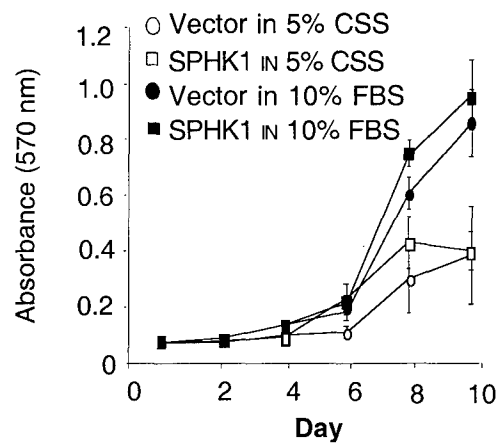 Vector in 5% CSS
SPHK1 IN 5% CSS
Vector in 10% FBS
SPHK1 IN 10% FBS
1.2
1.0
0.8
0.6
0.4
0.2
0
Absorbance (570 nm)
0 2 4 6 8 10
Day